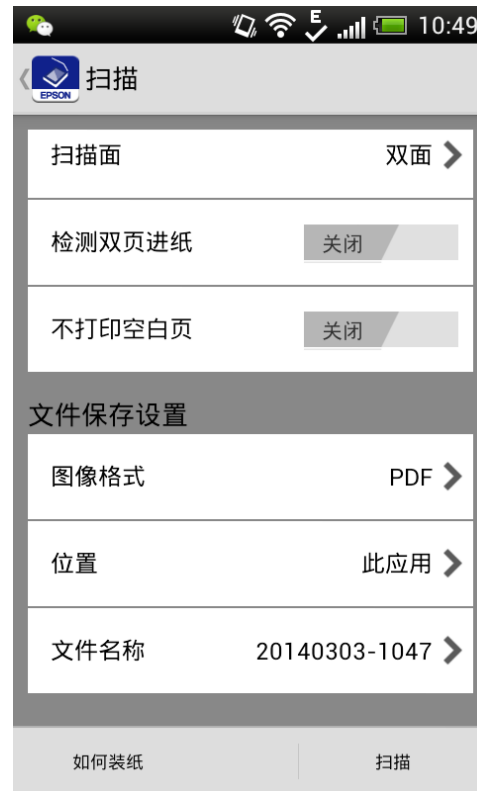 E 10:49
EPSON 扫描
扫描面 双面
检测双页进纸 关闭
不打印空白页 关闭
文件保存设置
图像格式 PDF
位置 此应用
文件名称 20140303-1047
如何装纸 扫描